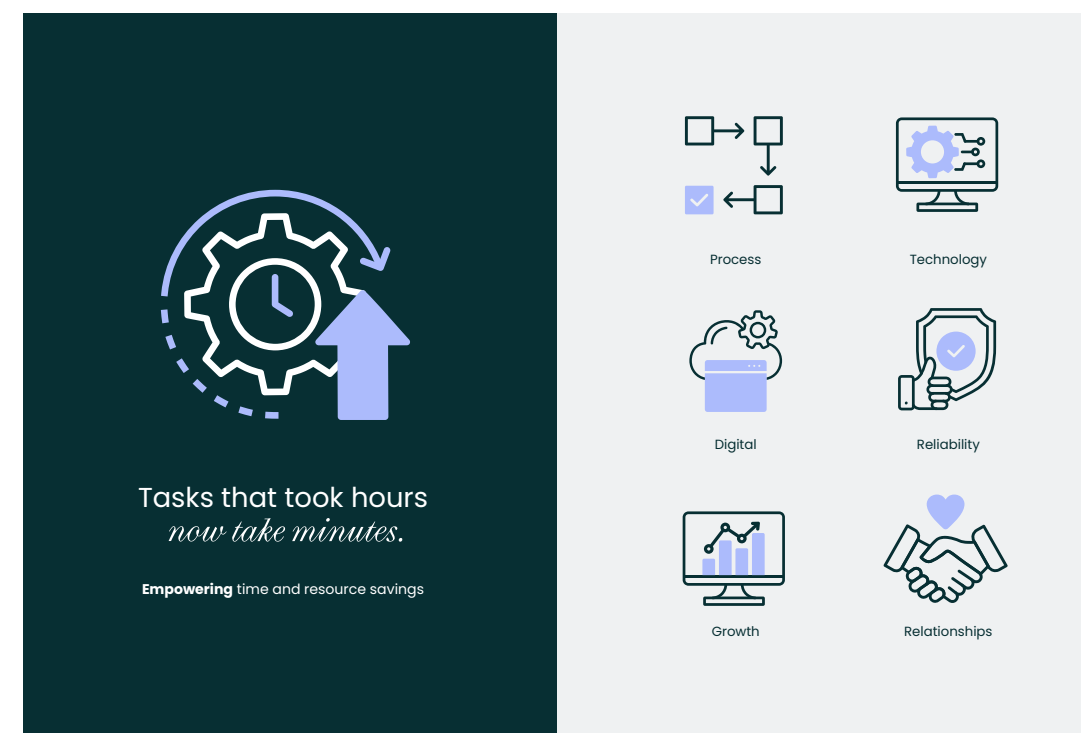 Tasks that took hours
now take minutes.
Empowering time and resource savings
Process
Technology
Digital
Reliability
Growth
Relationships